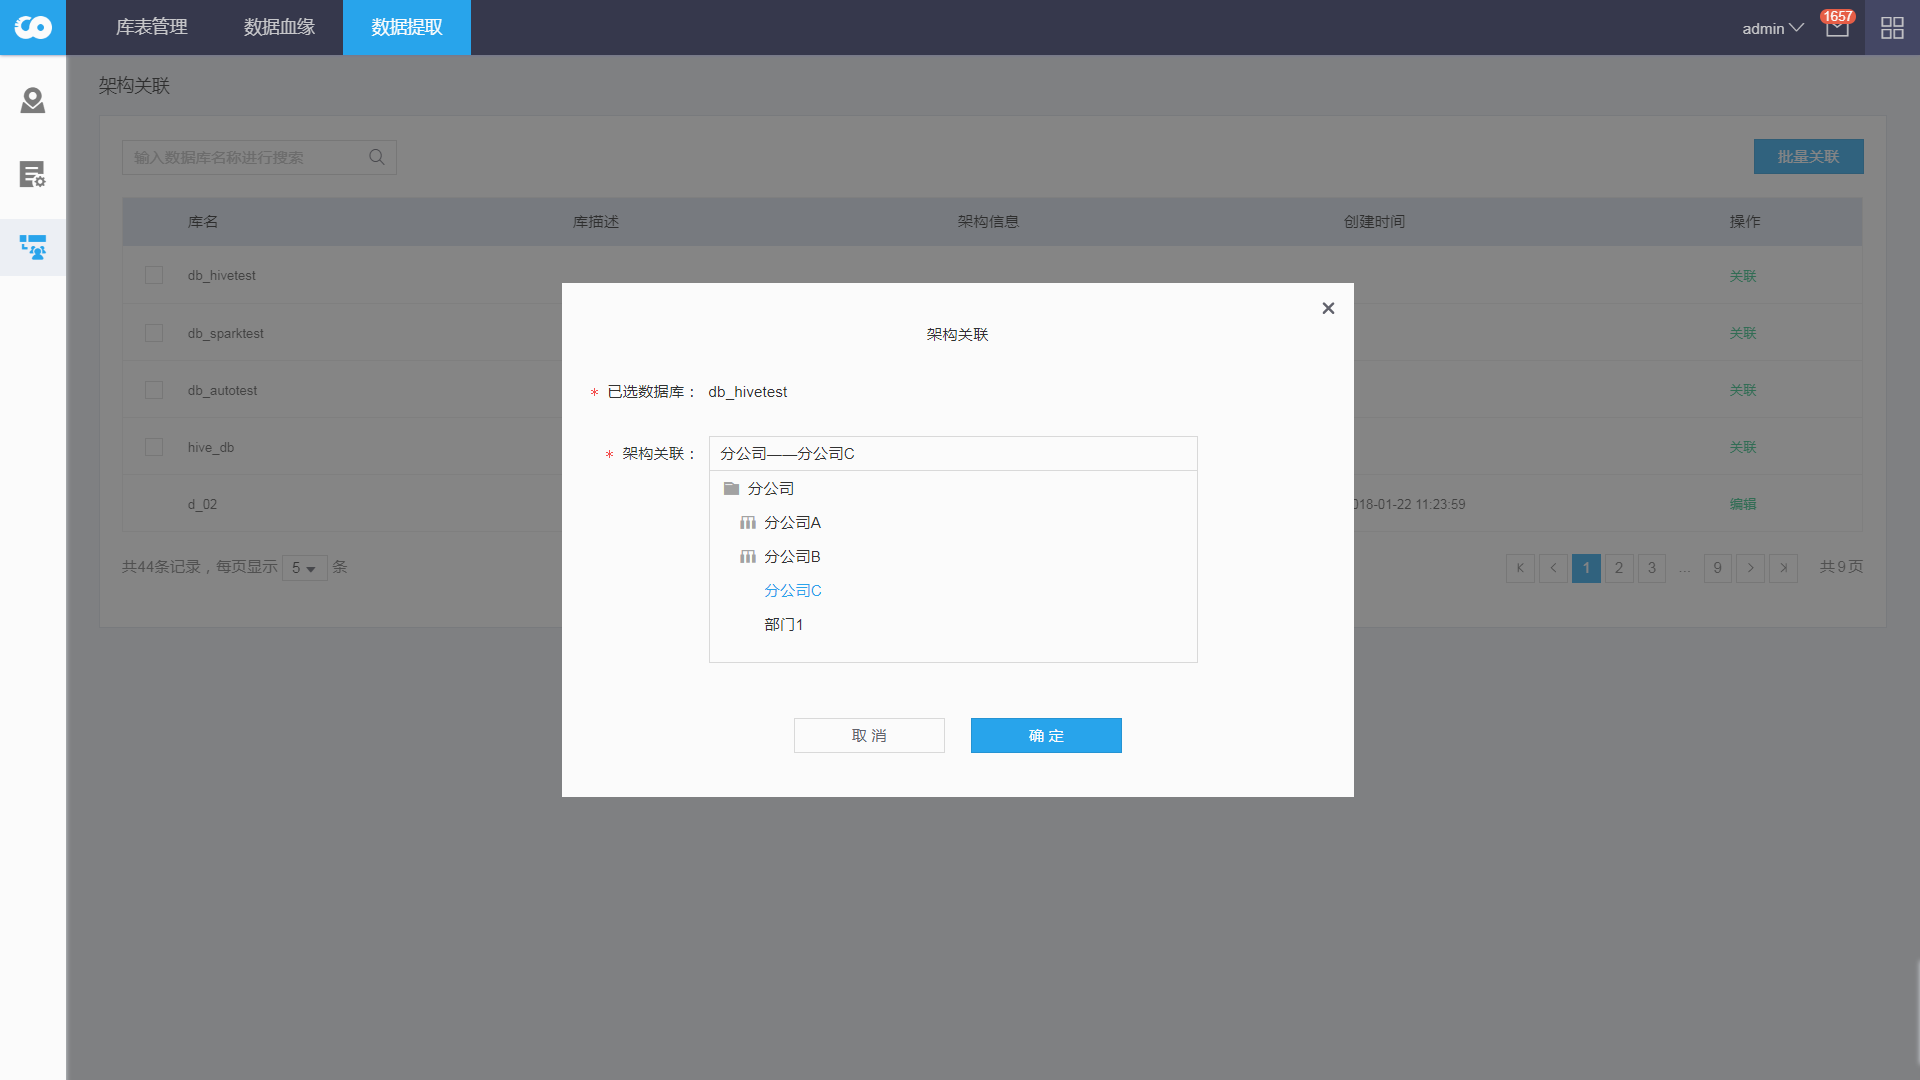 库表管理 数据血缘 数据提取 admin 1657
架构关联
输入数据库名称进行搜索 批量关联
库名 库描述 架构信息 创建时间 操作
db_hivetest 关联
db_sparktest 关联
db_autotest 关联
hive_db 关联
d_02 018-01-22 11:23:59 编辑
共44条记录，每页显示 5 条 1 2 3 ... 9 共9页
架构关联
* 已选数据库： db_hivetest
* 架构关联： 分公司——分公司C
分公司
分公司A
分公司B
分公司C
部门1
取 消 确 定